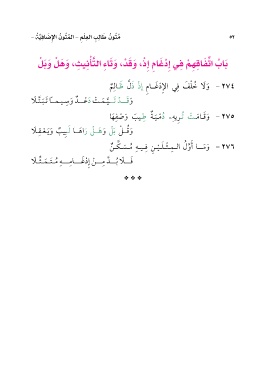 ٥٦ مُتُونُ طَالِبِ العِلْمِ - المُتُونُ الإِضَافِيَّةُ -
بَابُ اتِّفَاقِهِمْ فِي إِدْغَامِ إِذْ، وَقَدْ، وَتَاءِ التَّأْنِيثِ، وَهَلْ وَبَلْ
٢٧٤ - وَلَا خُلْفَ فِي الإِدْغَامِ إِذْ ذَلَّ ظَالِمٌ
وَقَدْ تَيَّمَتْ دَعْدٌ وَسِيمًا تَبَتَّلَا
٢٧٥ - وَقَامَتْ تُرِيهِ دُمْيَةٌ طِيبَ وَصْفِهَا
وَقُلْ بَلْ وَهَلْ رَاهَا لَبِيبٌ وَيَعْقِلَا
٢٧٦ - وَمَا أَوَّلُ المِثْلَيْنِ فِيهِ مُسَكَّنٌ
فَلَا بُدَّ مِنْ إِدْغَامِهِ مُتَمَثِّلَا